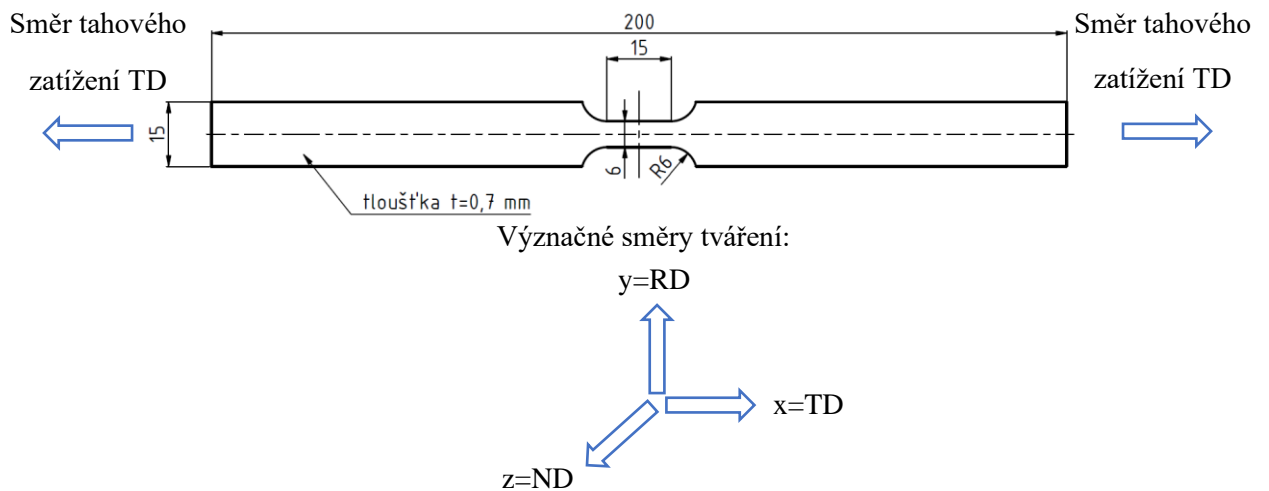 Směr tahového
zatížení TD
200
15
Směr tahového
zatížení TD
15
6
R6
tloušťka t=0,7 mm
Význačné směry tváření:
y=RD
x=TD
z=ND